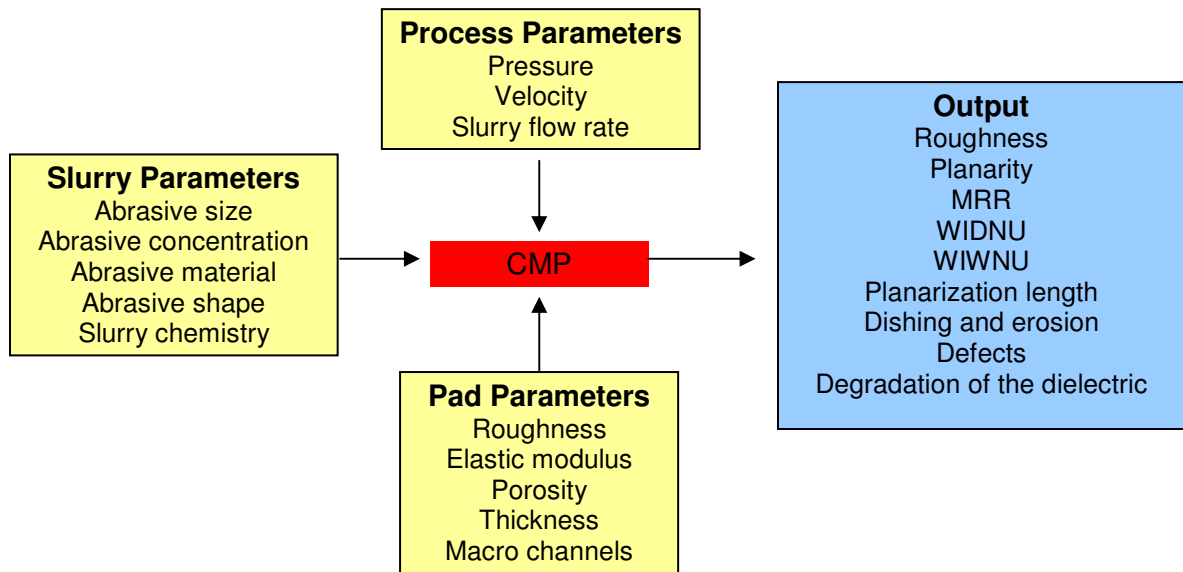 Process Parameters
Pressure
Velocity
Slurry flow rate
Slurry Parameters
Abrasive size
Abrasive concentration
Abrasive material
Abrasive shape
Slurry chemistry
CMP
Pad Parameters
Roughness
Elastic modulus
Porosity
Thickness
Macro channels
Output
Roughness
Planarity
MRR
WIDNU
WIWNU
Planarization length
Dishing and erosion
Defects
Degradation of the dielectric